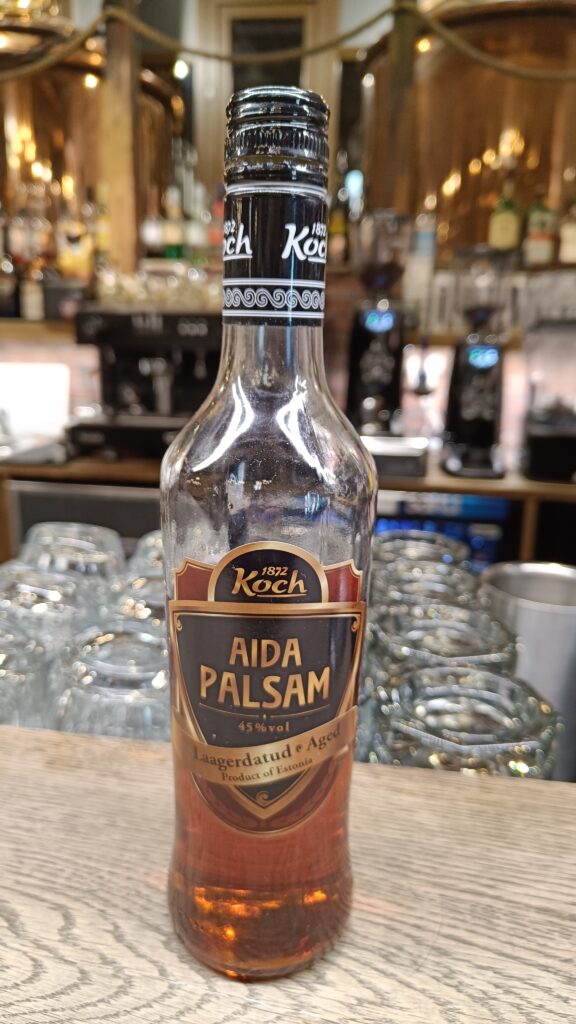 1872
Koch
1872
Koch
AIDA
PALSAM
45%vol
Laagerdatud • Aged
Product of Estonia